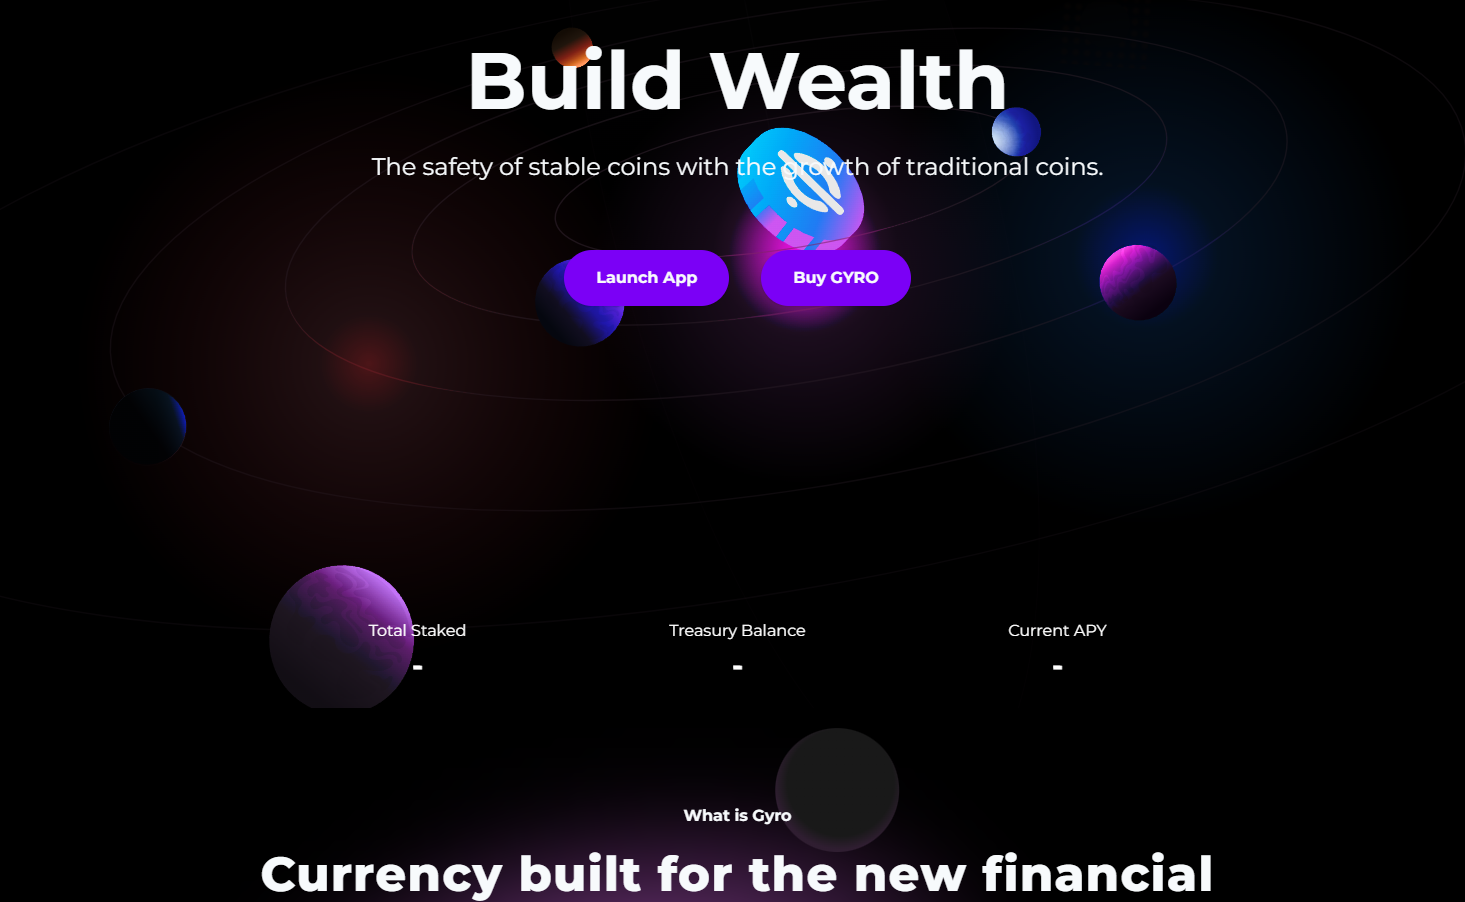 Build Wealth
The safety of stable coins with the growth of traditional coins.
Launch App
Buy GYRO
Total Staked
Treasury Balance
Current APY
-
-
-
What is Gyro
Currency built for the new financial